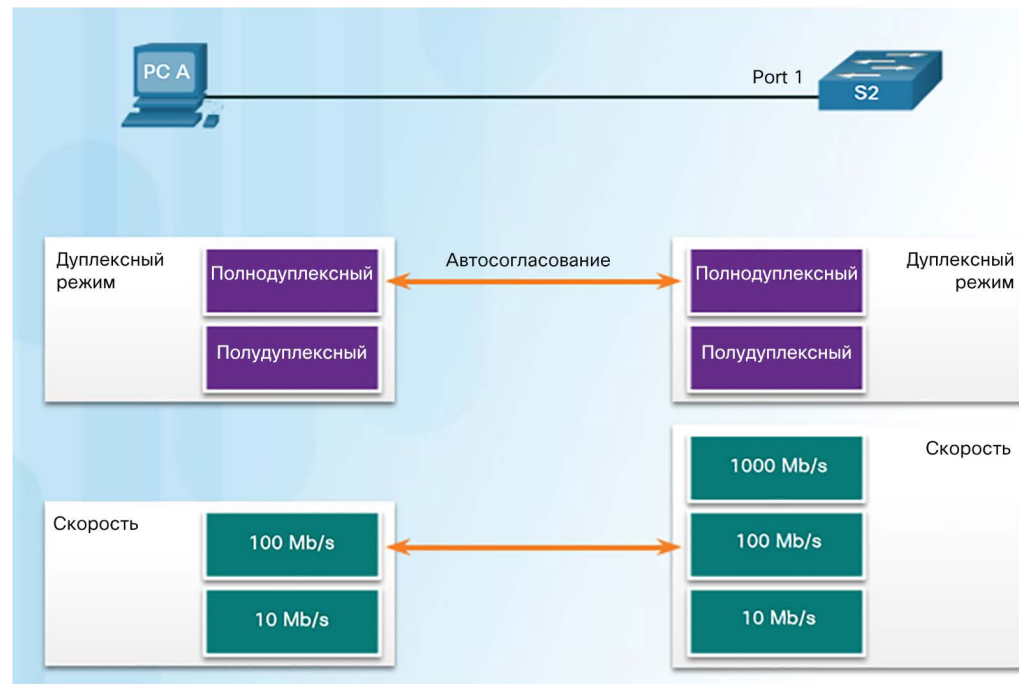 PC A
Port 1
S2
Дуплексный
режим
Полнодуплексный
Полудуплексный
Автосогласование
Полнодуплексный
Полудуплексный
Дуплексный
режим
Скорость
100 Mb/s
10 Mb/s
1000 Mb/s
100 Mb/s
10 Mb/s
Скорость